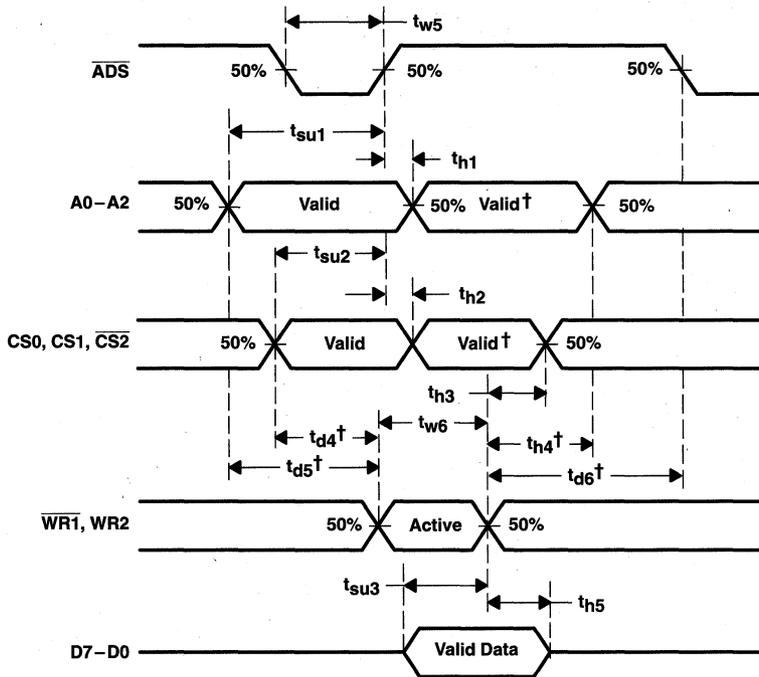 tw5
ADS 50% 50% 50%
tsu1
th1
A0–A2 50% Valid 50% Valid† 50%
tsu2
th2
CS0, CS1, CS2 50% Valid Valid† 50%
th3
tw6
td4† th4†
td5† td6†
WR1, WR2 50% Active 50%
tsu3
th5
D7–D0 Valid Data